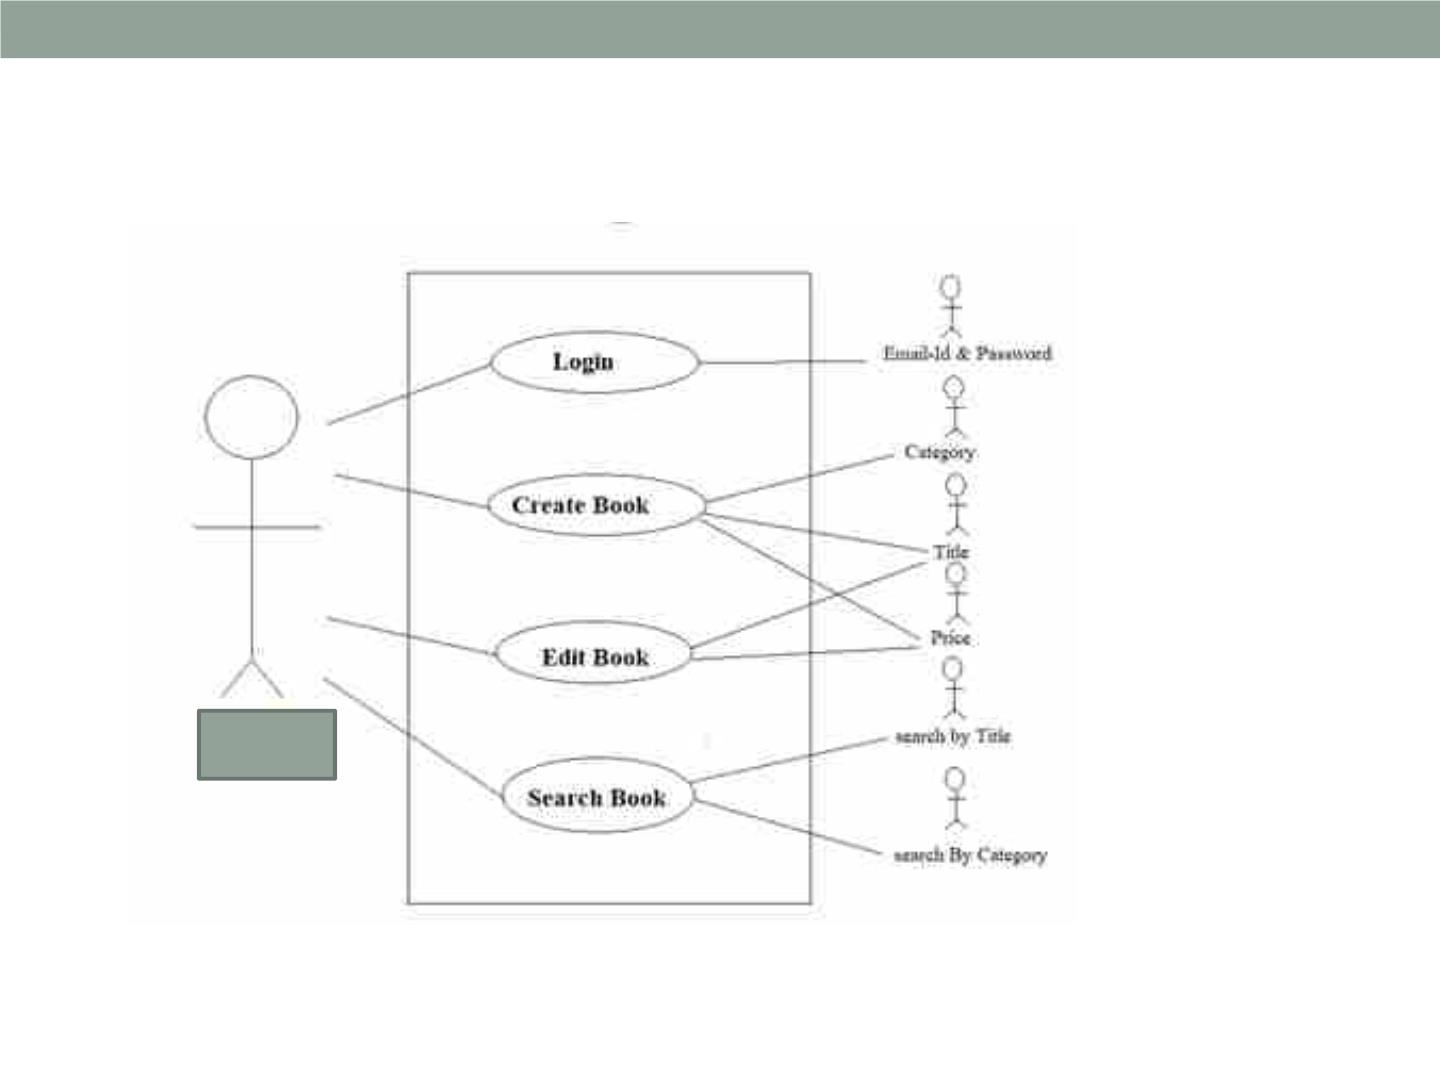 Email-Id & Password
Login
Category
Create Book
Title
Price
Edit Book
search by Title
Search Book
search By Category